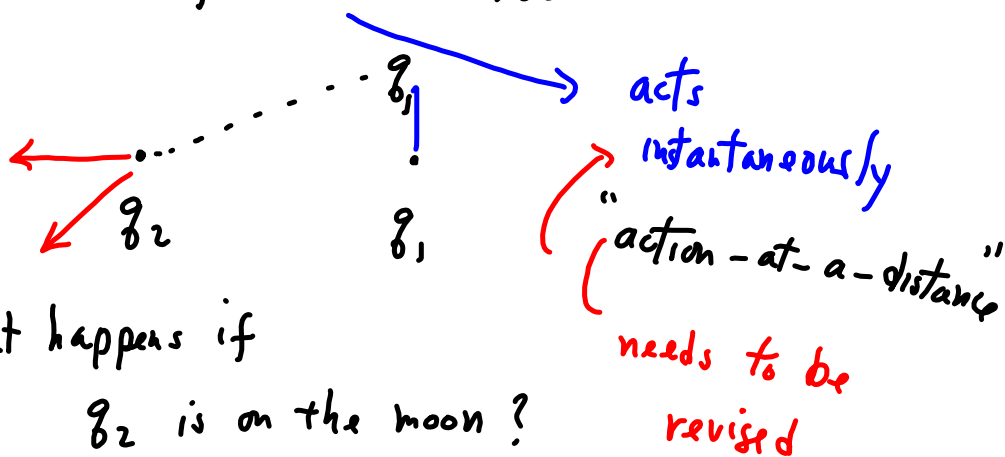 q₁
acts
instantaneously
q₂
q₁
"action-at-a-distance"
t happens if
needs to be
q₂ is on the moon?
revised